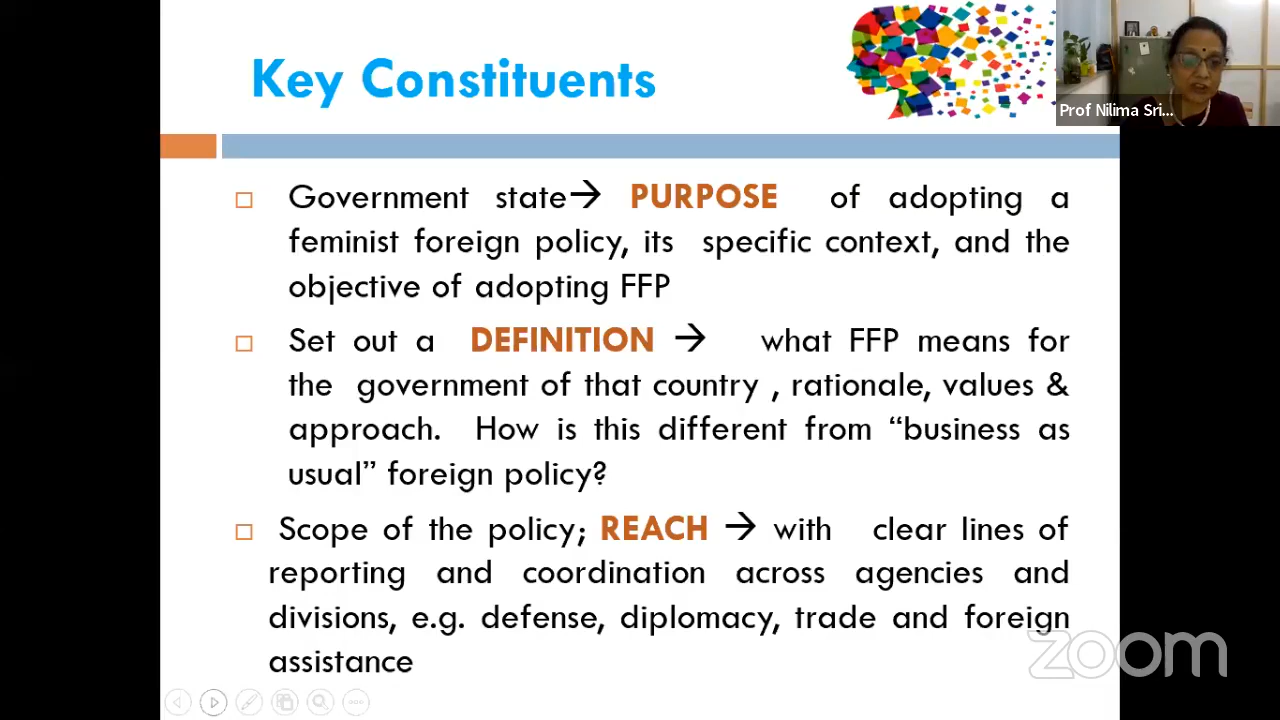 Key Constituents
Prof Nilima Sri...
Government state→ PURPOSE of adopting a
feminist foreign policy, its specific context, and the
objective of adopting FFP
Set out a DEFINITION → what FFP means for
the government of that country , rationale, values &
approach. How is this different from “business as
usual” foreign policy?
Scope of the policy; REACH → with clear lines of
reporting and coordination across agencies and
divisions, e.g. defense, diplomacy, trade and foreign
assistance
zoom